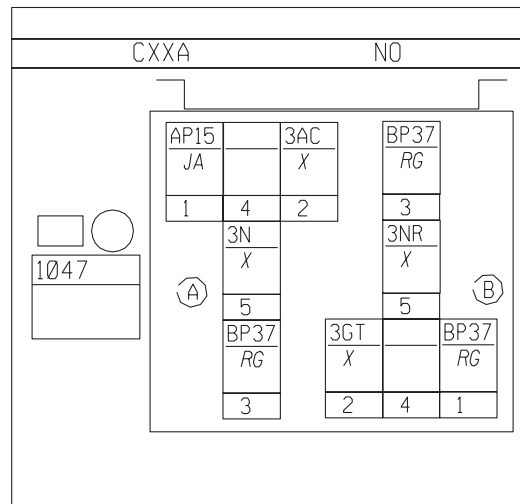 CXXA NO
AP15 3AC BP37
JA X RG
1 4 2 3
3N 3NR
X X
1047
A B
5 5
BP37 3GT BP37
RG X RG
3 2 4 1